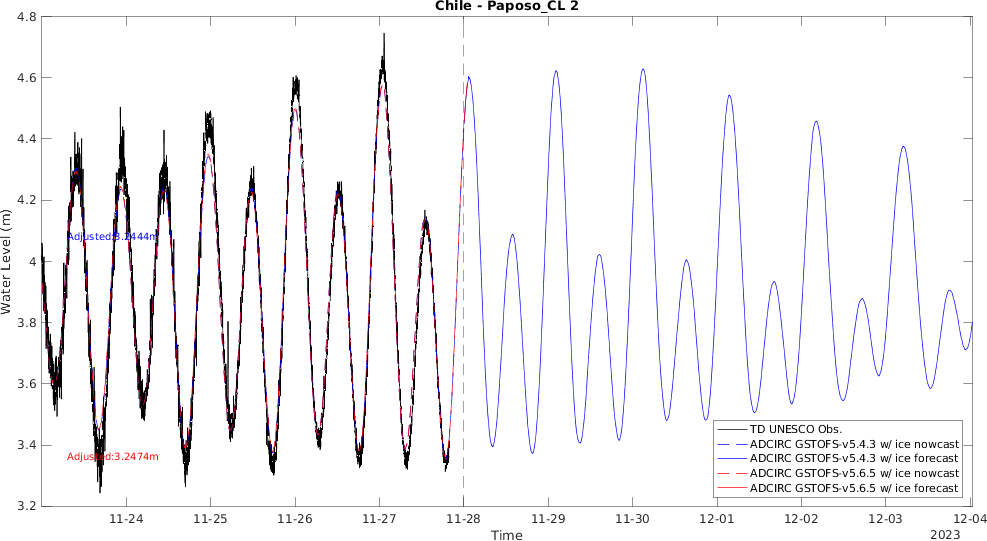 Chile - Paposo_CL 2
4.8
4.6
4.4
4.2
4
3.8
3.6
3.4
3.2
Water Level (m)
Adjusted:3.2444m
Adjusted:3.2474m
TD UNESCO Obs.
ADCIRC GSTOFS-v5.4.3 w/ ice nowcast
ADCIRC GSTOFS-v5.4.3 w/ ice forecast
ADCIRC GSTOFS-v5.6.5 w/ ice nowcast
ADCIRC GSTOFS-v5.6.5 w/ ice forecast
11-24 11-25 11-26 11-27 11-28 11-29 11-30 12-01 12-02 12-03 12-04
Time
2023